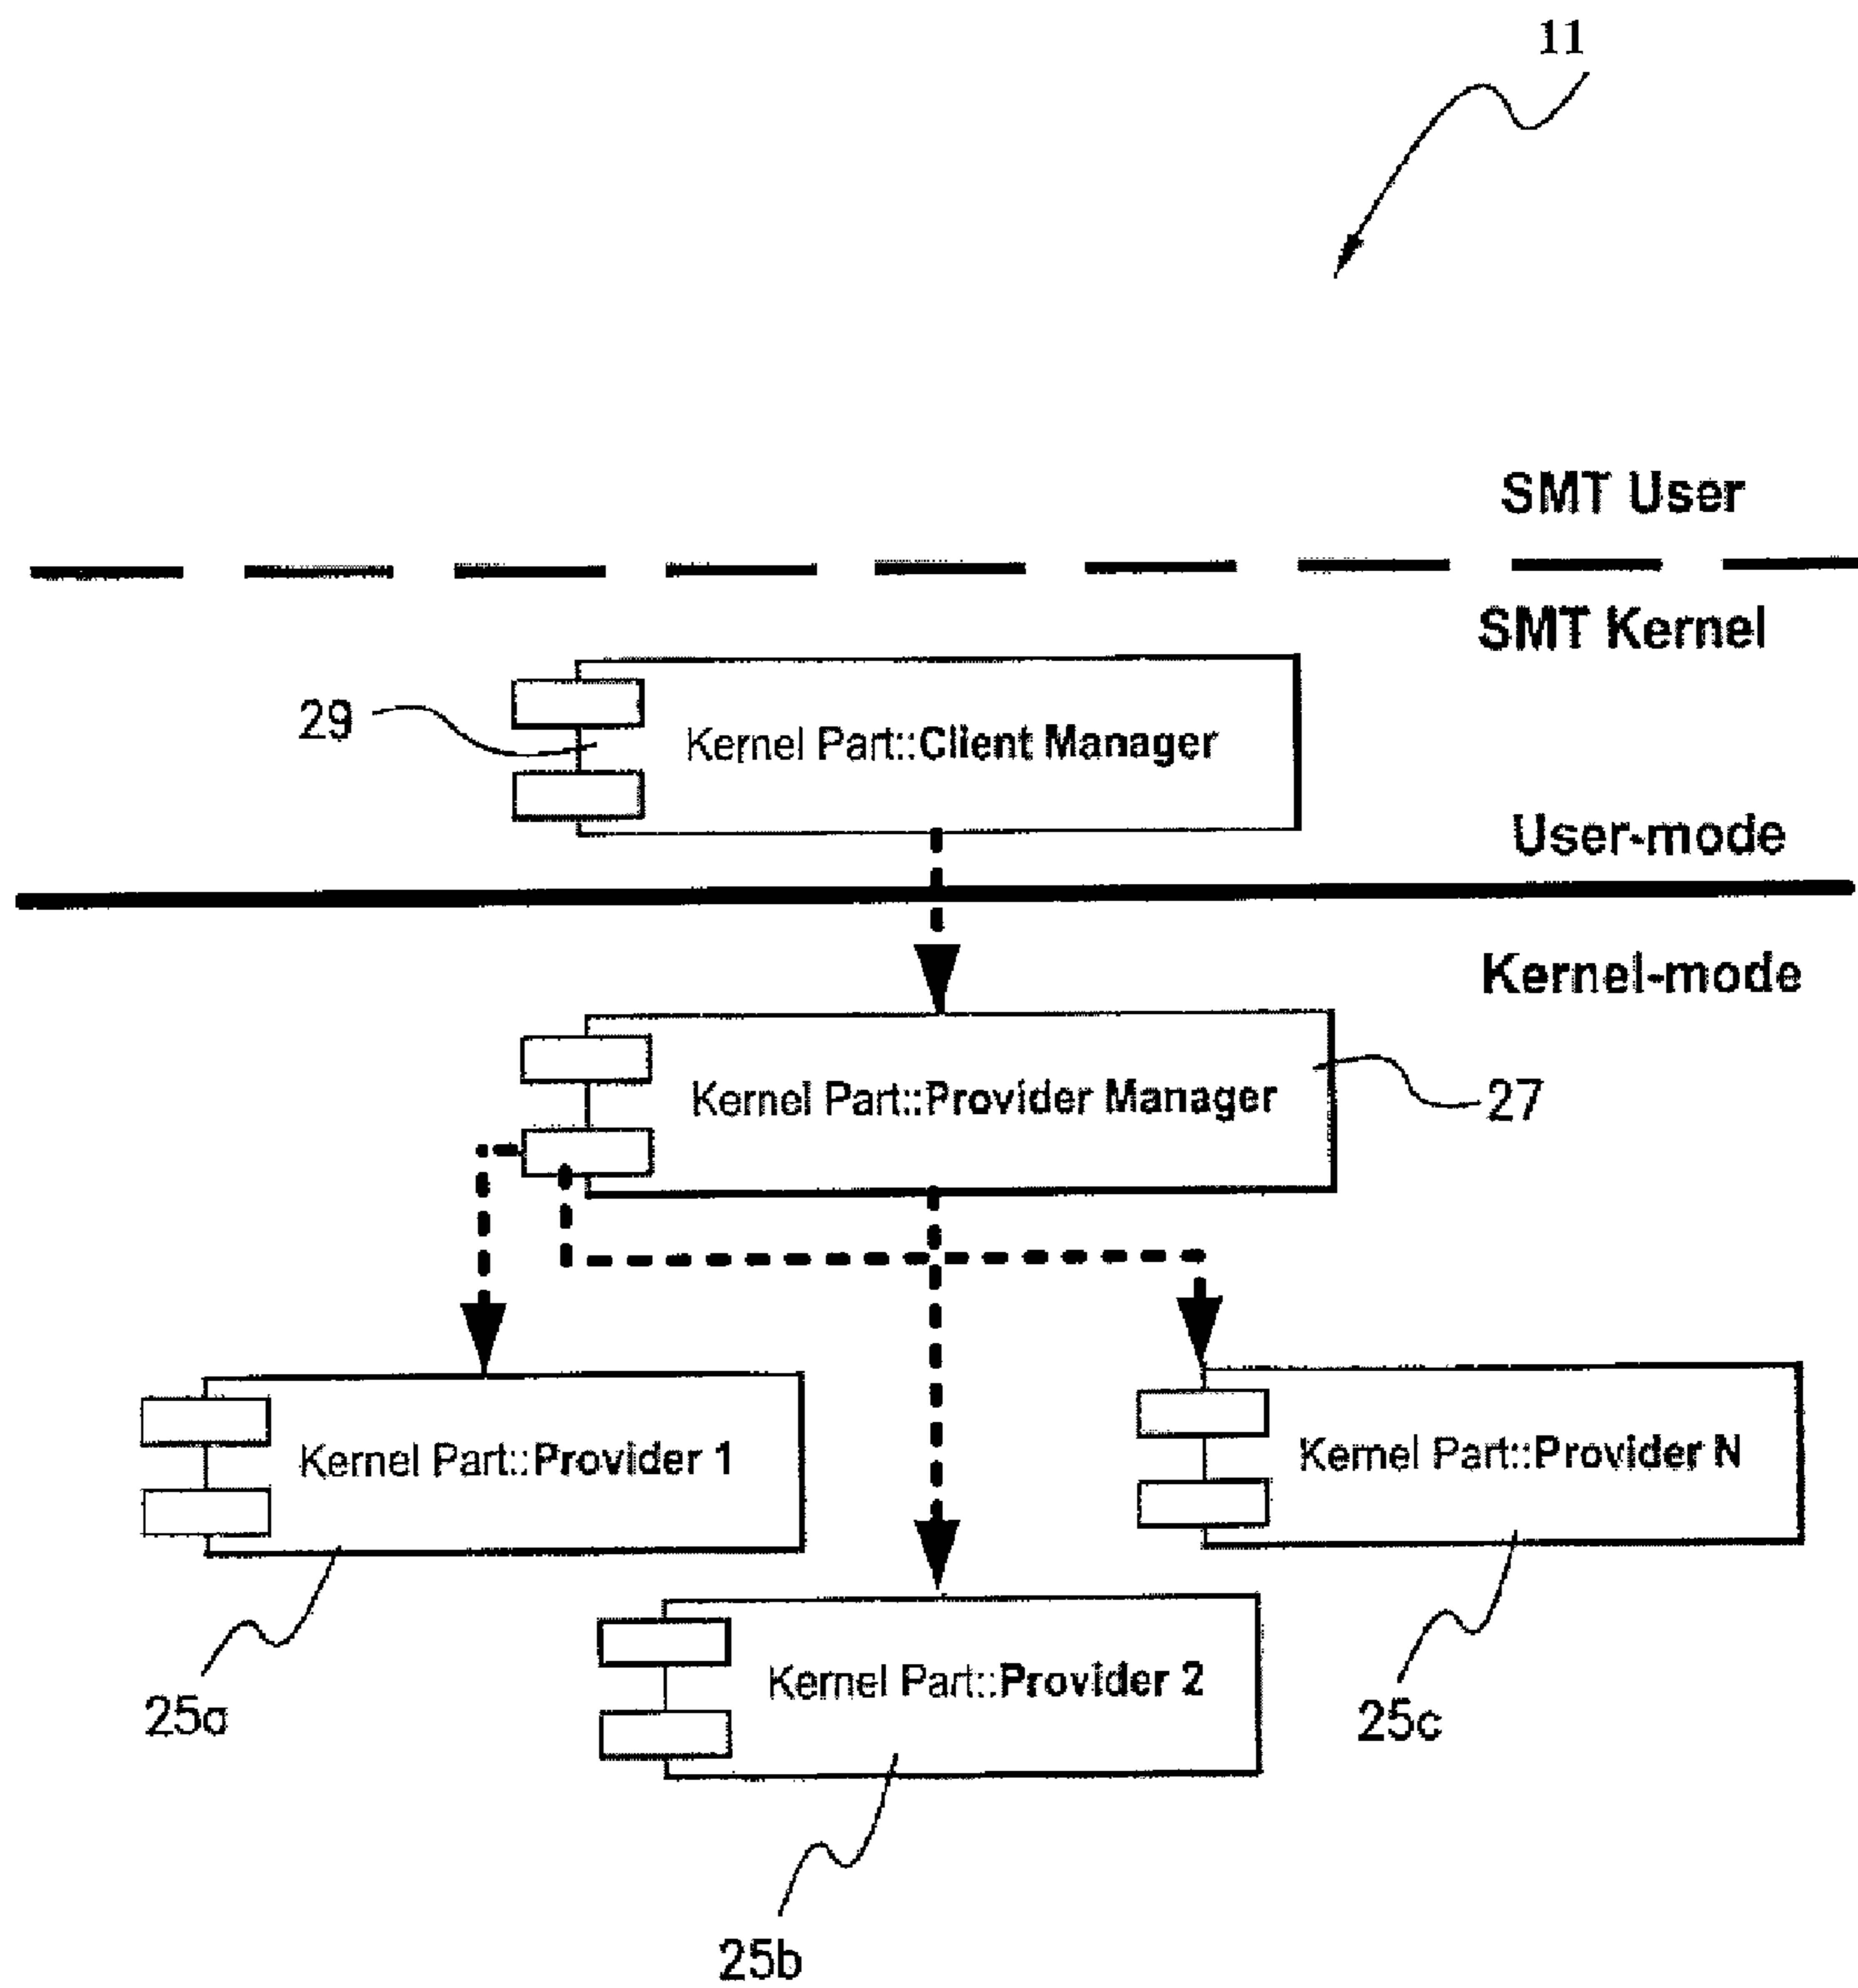 11
SMT User
SMT Kernel
29
Kernel Part::Client Manager
User-mode
Kernel-mode
Kernel Part::Provider Manager
27
Kernel Part::Provider 1
Kernel Part::Provider N
Kernel Part::Provider 2
25a
25c
25b